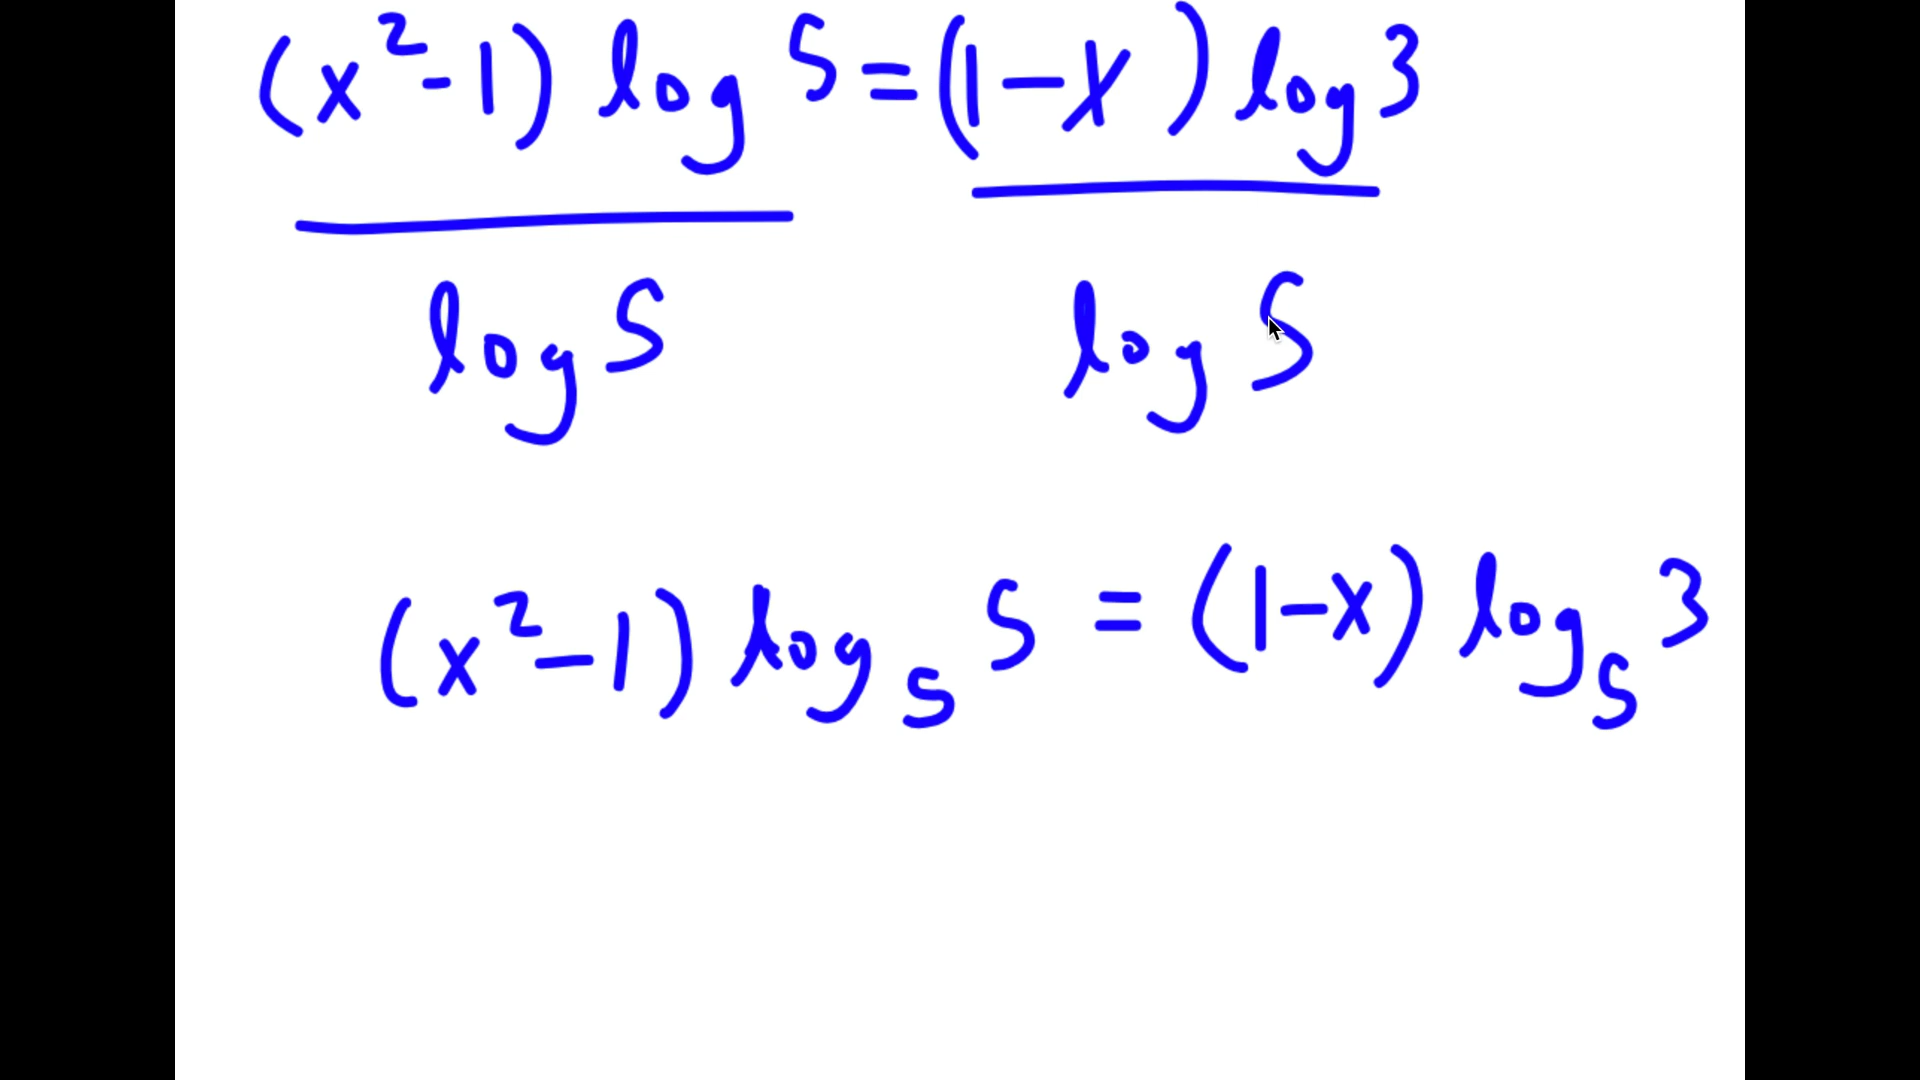 (x²-1) log 5 = (1-x) log 3
log 5 log 5
(x²-1) log₅ 5 = (1-x) log₅ 3